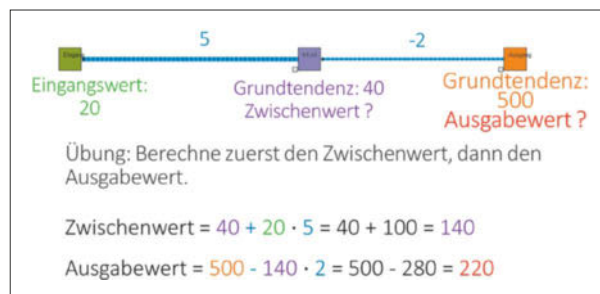 5
-2
Eingangswert:
20
Grundtendenz: 40
Zwischenwert ?
Grundtendenz:
500
Ausgabewert ?
Übung: Berechne zuerst den Zwischenwert, dann den
Ausgabewert.
Zwischenwert = 40 + 20 · 5 = 40 + 100 = 140
Ausgabewert = 500 - 140 · 2 = 500 - 280 = 220